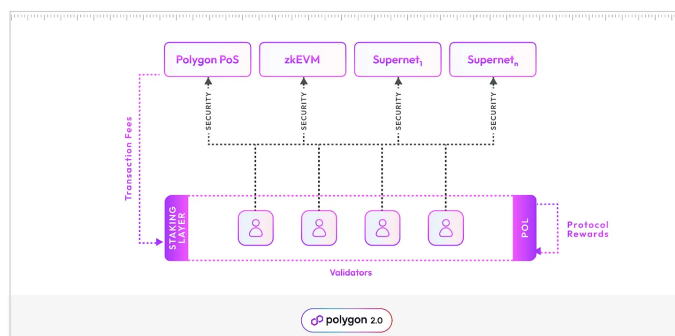 Polygon PoS
zkEVM
Supernet₁
Supernetₙ
SECURITY
SECURITY
SECURITY
SECURITY
Transaction Fees
STAKING
LAYER
POL
Protocol
Rewards
Validators
polygon 2.0